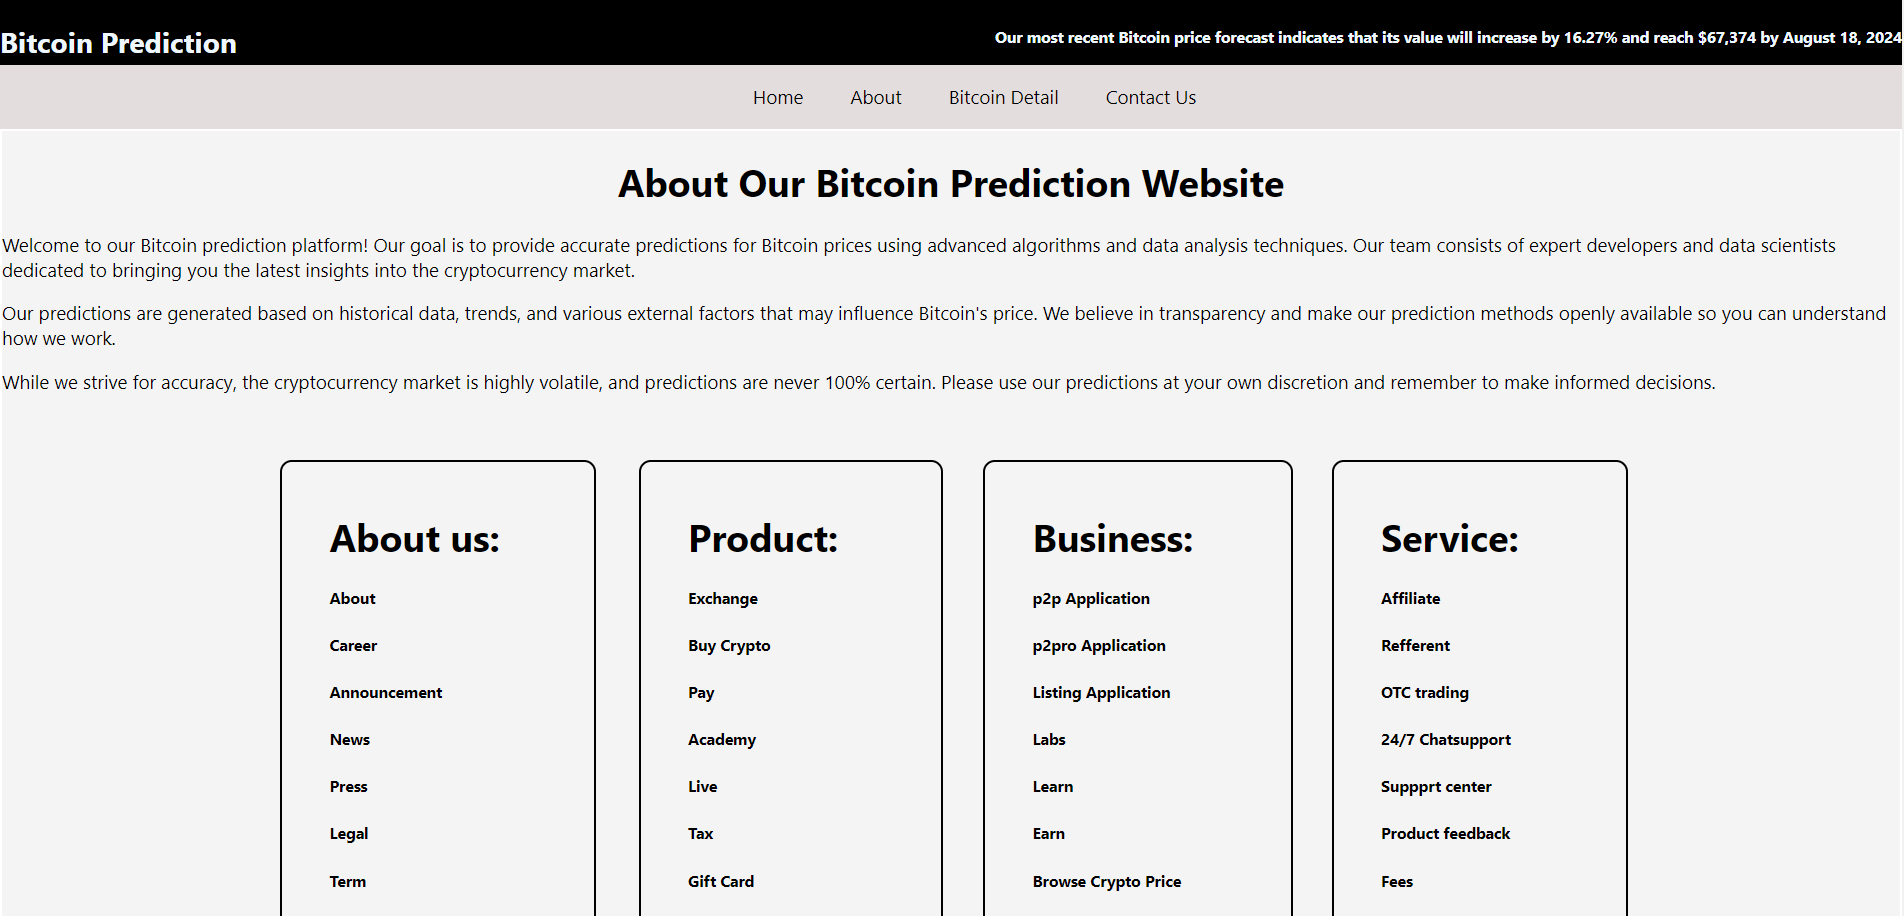 Bitcoin Prediction
Our most recent Bitcoin price forecast indicates that its value will increase by 16.27% and reach $67,374 by August 18, 2024
Home About Bitcoin Detail Contact Us
About Our Bitcoin Prediction Website
Welcome to our Bitcoin prediction platform! Our goal is to provide accurate predictions for Bitcoin prices using advanced algorithms and data analysis techniques. Our team consists of expert developers and data scientists
dedicated to bringing you the latest insights into the cryptocurrency market.
Our predictions are generated based on historical data, trends, and various external factors that may influence Bitcoin's price. We believe in transparency and make our prediction methods openly available so you can understand
how we work.
While we strive for accuracy, the cryptocurrency market is highly volatile, and predictions are never 100% certain. Please use our predictions at your own discretion and remember to make informed decisions.
About us:
About
Career
Announcement
News
Press
Legal
Term
Product:
Exchange
Buy Crypto
Pay
Academy
Live
Tax
Gift Card
Business:
p2p Application
p2pro Application
Listing Application
Labs
Learn
Earn
Browse Crypto Price
Service:
Affiliate
Refferent
OTC trading
24/7 Chatsupport
Suppprt center
Product feedback
Fees